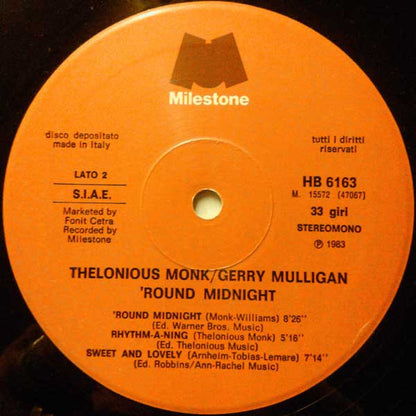 Milestone
disco depositato
made in Italy
tutti i diritti
riservati
LATO 2
S.I.A.E.
Marketed by
Fonit Cetra
Recorded by
Milestone
HB 6163
M. 15572 (47067)
33 giri
STEREOMONO
℗ 1983
THELONIOUS MONK/GERRY MULLIGAN
'ROUND MIDNIGHT
'ROUND MIDNIGHT (Monk-Williams) 8'26"
(Ed. Warner Bros. Music)
RHYTHM-A-NING (Thelonious Monk) 5'16"
(Ed. Thelonious Music)
SWEET AND LOVELY (Arnheim-Tobias-Lemare) 7'14"
(Ed. Robbins/Ann-Rachel Music)